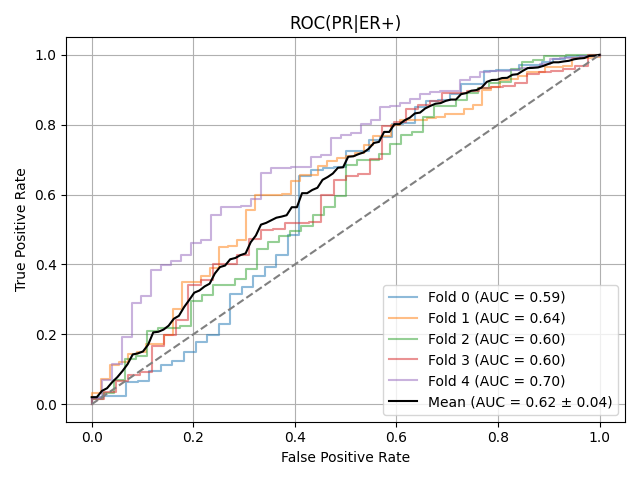 ROC(PR|ER+)
True Positive Rate
1.0
0.8
0.6
0.4
0.2
0.0
Fold 0 (AUC = 0.59)
Fold 1 (AUC = 0.64)
Fold 2 (AUC = 0.60)
Fold 3 (AUC = 0.60)
Fold 4 (AUC = 0.70)
Mean (AUC = 0.62 ± 0.04)
0.0 0.2 0.4 0.6 0.8 1.0
False Positive Rate